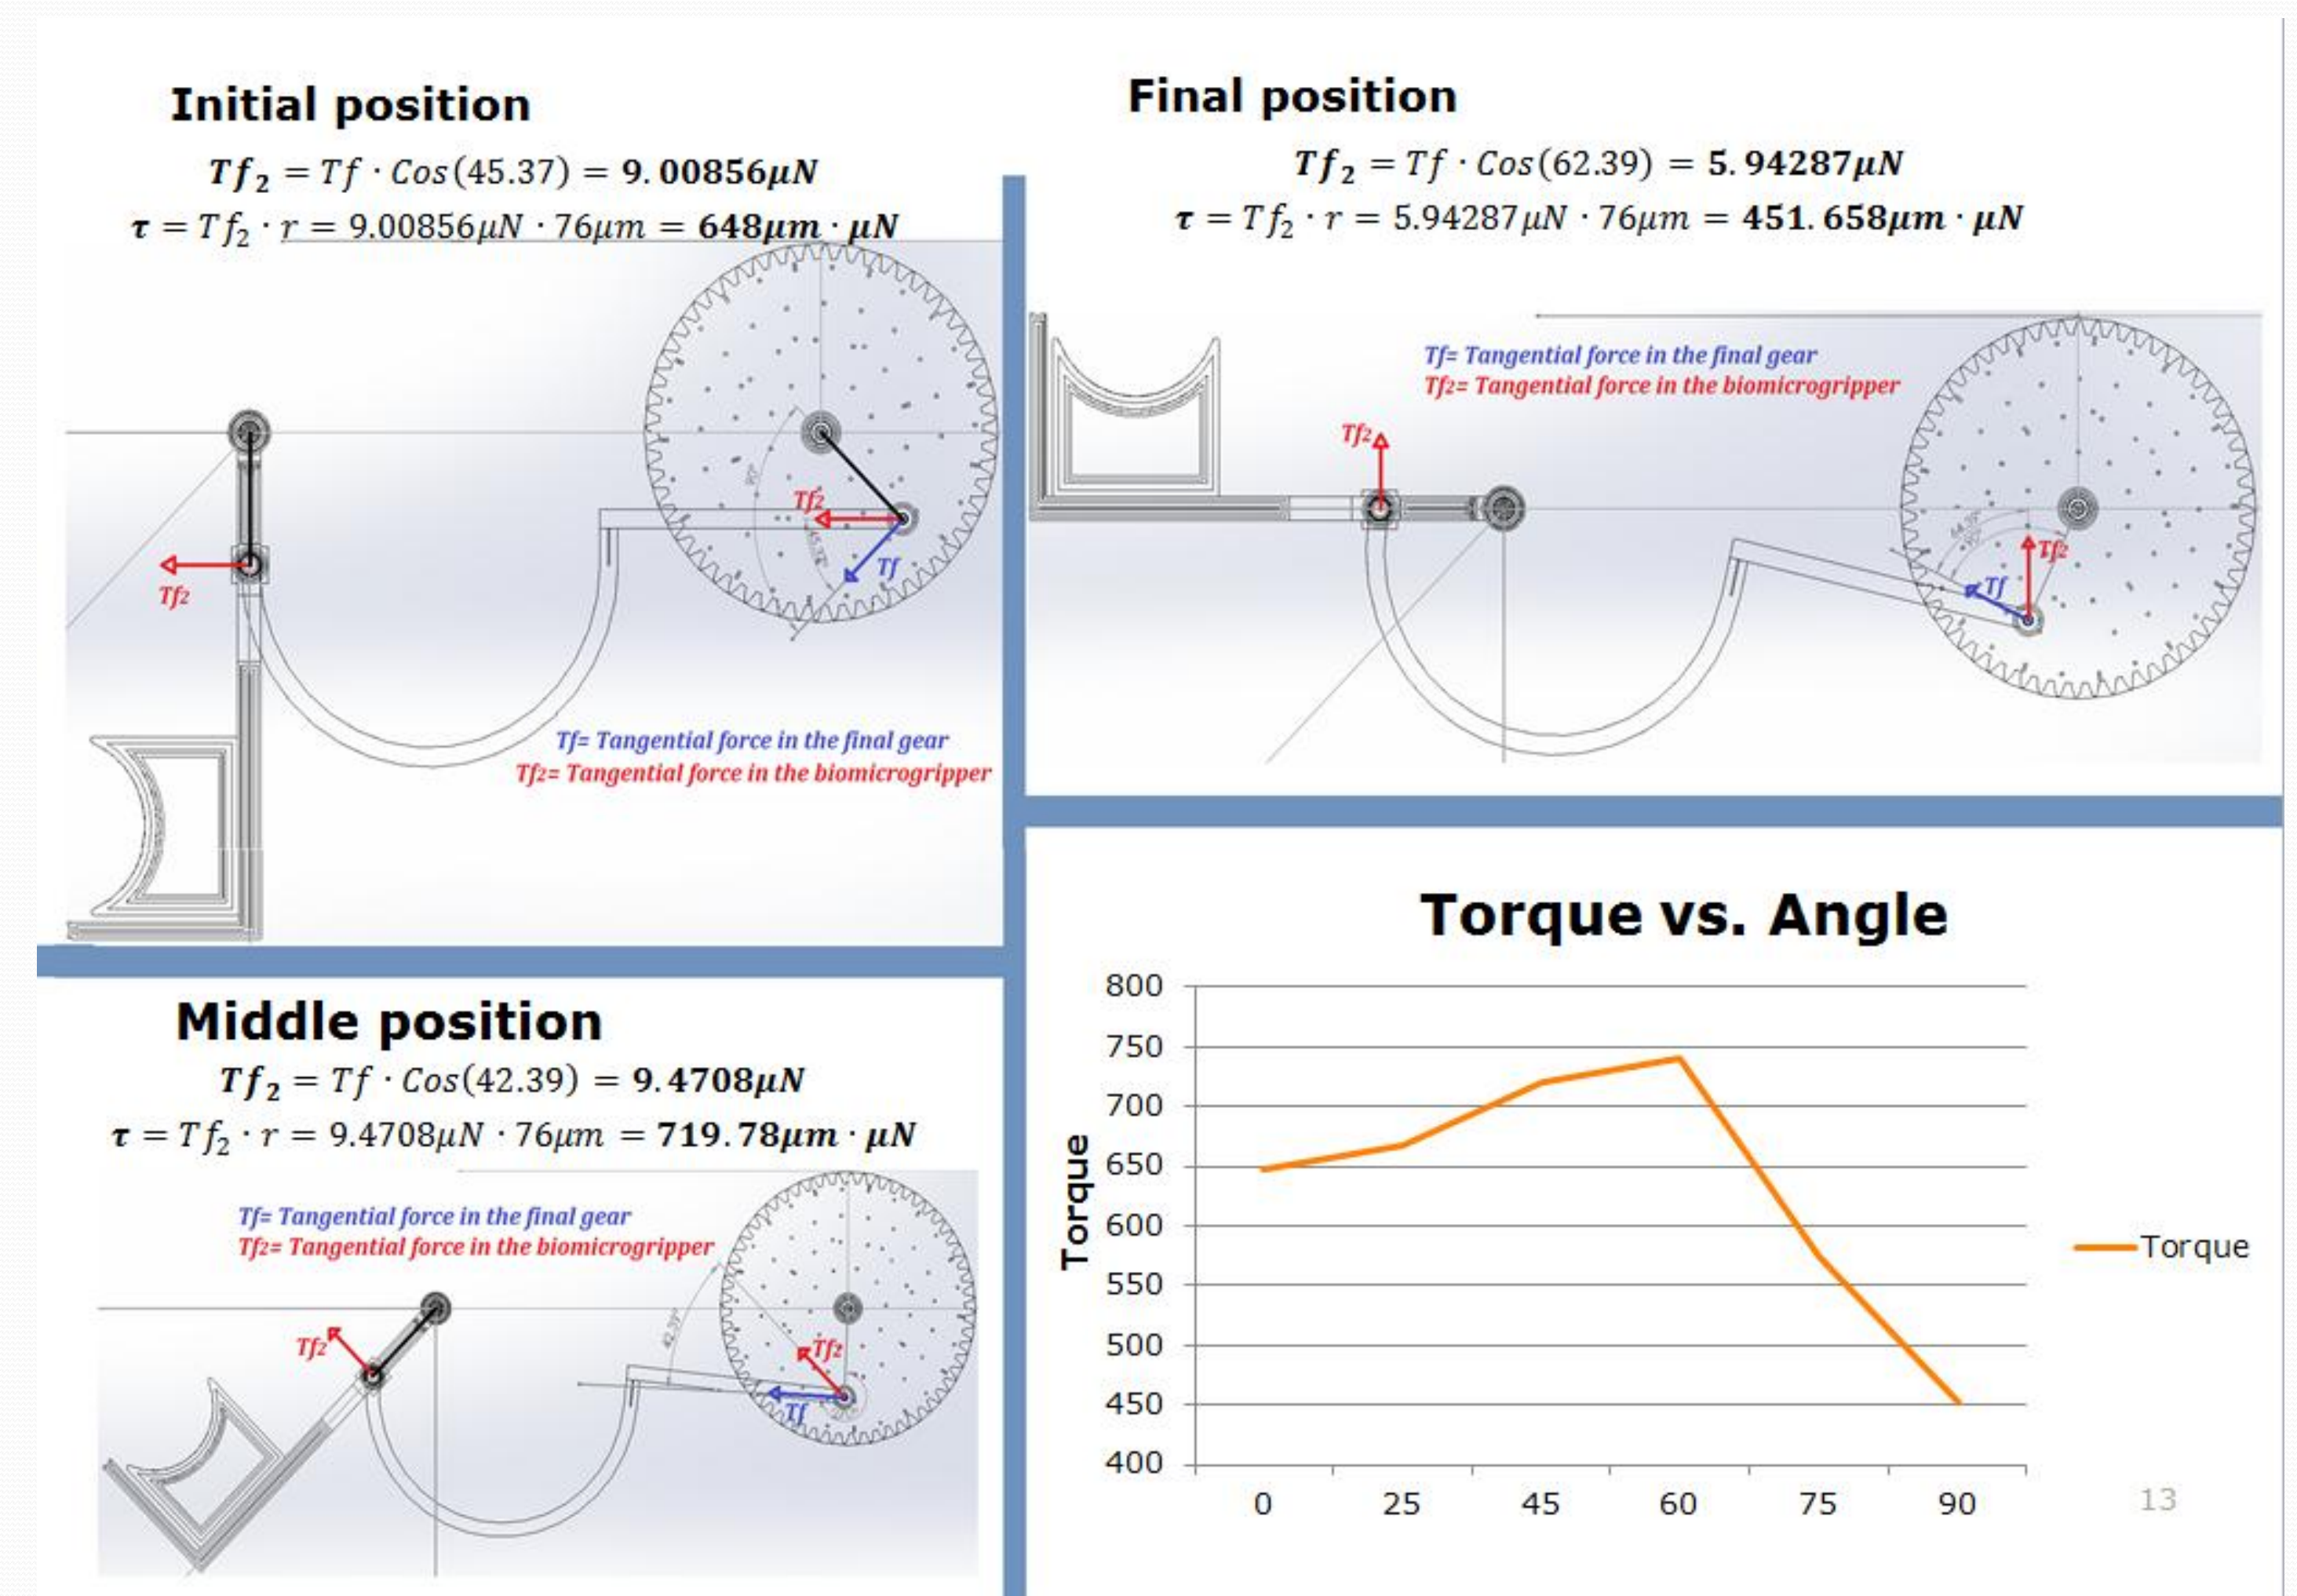 Initial position
Tf₂ = Tf · Cos(45.37) = 9.00856μN
τ = Tf₂ · r = 9.00856μN · 76μm = 648μm · μN
90°
Tf2
45.37°
Tf
Tf2
Tf= Tangential force in the final gear
Tf2= Tangential force in the biomicrogripper
Final position
Tf₂ = Tf · Cos(62.39) = 5.94287μN
τ = Tf₂ · r = 5.94287μN · 76μm = 451.658μm · μN
Tf= Tangential force in the final gear
Tf2= Tangential force in the biomicrogripper
Tf2
Tf2
Tf
Middle position
Tf₂ = Tf · Cos(42.39) = 9.4708μN
τ = Tf₂ · r = 9.4708μN · 76μm = 719.78μm · μN
Tf= Tangential force in the final gear
Tf2= Tangential force in the biomicrogripper
42.39°
Tf2
Tf2
Tf
Torque vs. Angle
Torque
800
750
700
650
600
550
500
450
400
0 25 45 60 75 90
Torque
13